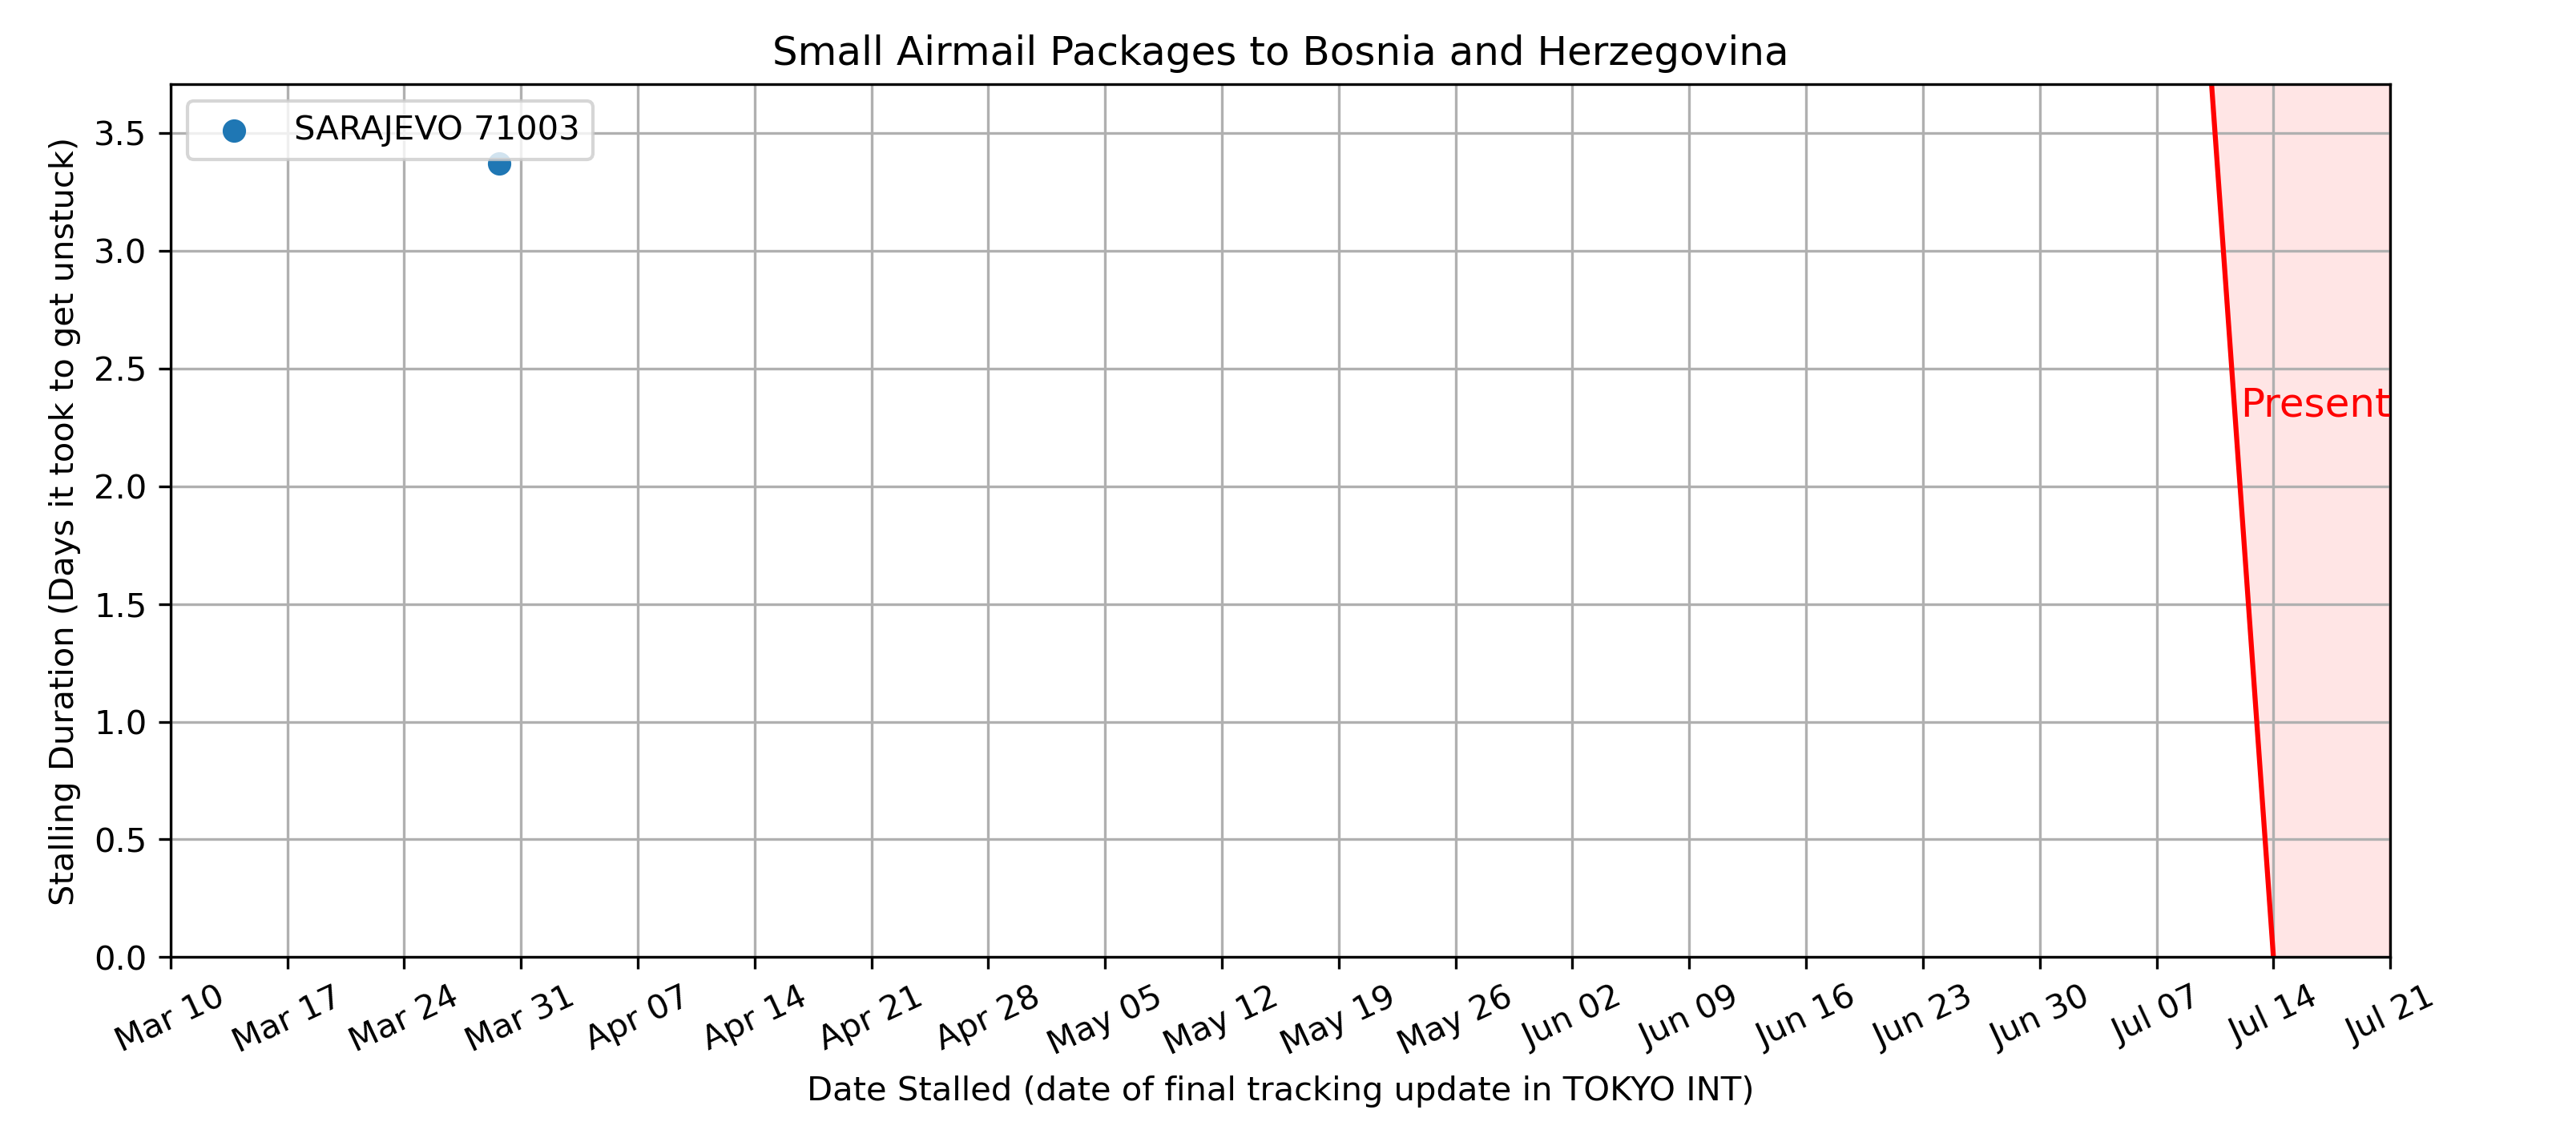 Small Airmail Packages to Bosnia and Herzegovina
SARAJEVO 71003
Stalling Duration (Days it took to get unstuck)
3.5
3.0
2.5
2.0
1.5
1.0
0.5
0.0
Present
Mar 10
Mar 17
Mar 24
Mar 31
Apr 07
Apr 14
Apr 21
Apr 28
May 05
May 12
May 19
May 26
Jun 02
Jun 09
Jun 16
Jun 23
Jun 30
Jul 07
Jul 14
Jul 21
Date Stalled (date of final tracking update in TOKYO INT)